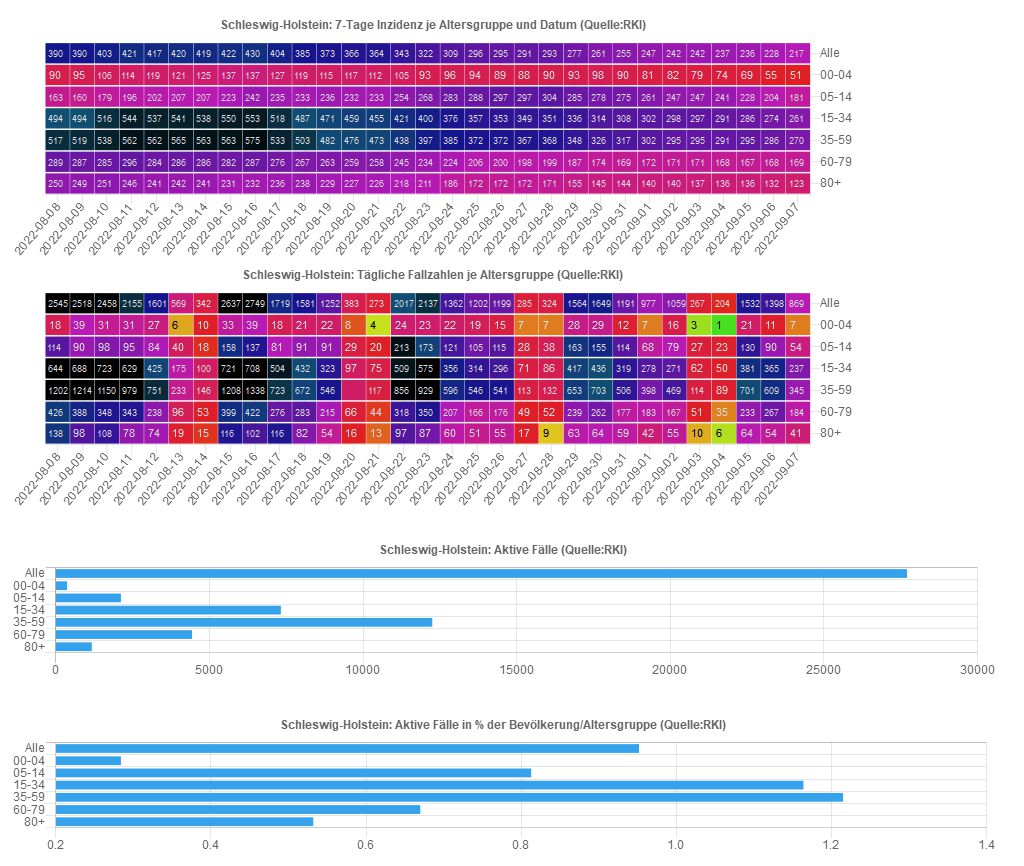 Schleswig-Holstein: 7-Tage Inzidenz je Altersgruppe und Datum (Quelle:RKI)
390 390 403 421 417 420 419 422 430 404 385 373 366 364 343 322 309 296 295 291 293 277 261 255 247 242 237 236 228 217 Alle
90 95 106 114 119 121 125 137 137 127 119 115 117 112 105 93 96 94 89 88 90 93 98 90 81 82 79 74 69 55 51 00-04
163 160 179 196 202 207 207 223 242 235 233 236 232 233 254 268 283 288 297 297 304 285 278 275 261 247 247 241 228 204 181 05-14
494 494 516 544 537 541 538 550 553 518 487 471 459 455 421 400 376 357 353 349 351 336 314 308 302 298 297 291 286 274 261 15-34
517 519 538 562 562 565 563 563 575 533 503 482 476 473 438 397 385 372 372 367 368 348 326 317 302 295 295 291 295 286 270 35-59
289 287 285 296 284 286 286 282 287 276 267 263 259 258 245 234 224 206 200 198 199 187 174 169 172 171 171 168 167 168 169 60-79
250 249 251 246 241 242 241 231 232 236 238 229 227 226 218 211 186 172 172 172 171 155 145 144 140 140 137 136 136 132 123 80+
2022-08-08 2022-08-09 2022-08-10 2022-08-11 2022-08-12 2022-08-13 2022-08-14 2022-08-15 2022-08-16 2022-08-17 2022-08-18 2022-08-19 2022-08-20 2022-08-21 2022-08-22 2022-08-23 2022-08-24 2022-08-25 2022-08-26 2022-08-27 2022-08-28 2022-08-29 2022-08-30 2022-08-31 2022-09-01 2022-09-02 2022-09-03 2022-09-04 2022-09-05 2022-09-06 2022-09-07
Schleswig-Holstein: Tägliche Fallzahlen je Altersgruppe (Quelle:RKI)
2545 2518 2458 2155 1601 569 342 2637 2749 1719 1581 1252 383 273 2017 2137 1362 1202 1199 285 324 1564 1649 1191 977 1059 267 204 1532 1398 869 Alle
18 39 31 31 27 6 10 33 39 18 21 22 8 4 24 23 22 19 15 7 7 28 29 12 7 16 3 1 21 11 7 00-04
114 90 98 95 84 40 18 158 137 81 91 91 29 20 213 173 121 105 115 28 38 163 155 114 68 79 27 23 130 90 54 05-14
644 688 723 629 425 175 100 721 708 504 432 323 97 75 509 575 356 314 296 71 86 417 436 319 278 271 62 50 381 365 237 15-34
1202 1214 1150 979 751 233 146 1208 1338 723 672 546 117 856 929 596 546 541 113 132 653 703 506 398 469 114 89 701 609 345 35-59
426 388 348 343 238 96 53 399 422 276 283 215 66 44 318 350 207 166 176 49 52 239 262 177 183 167 51 35 233 267 184 60-79
138 98 108 78 74 19 15 116 102 116 82 54 16 13 97 87 60 51 55 17 9 63 64 59 42 55 10 6 64 54 41 80+
2022-08-08 2022-08-09 2022-08-10 2022-08-11 2022-08-12 2022-08-13 2022-08-14 2022-08-15 2022-08-16 2022-08-17 2022-08-18 2022-08-19 2022-08-20 2022-08-21 2022-08-22 2022-08-23 2022-08-24 2022-08-25 2022-08-26 2022-08-27 2022-08-28 2022-08-29 2022-08-30 2022-08-31 2022-09-01 2022-09-02 2022-09-03 2022-09-04 2022-09-05 2022-09-06 2022-09-07
Schleswig-Holstein: Aktive Fälle (Quelle:RKI)
Alle
00-04
05-14
15-34
35-59
60-79
80+
0 5000 10000 15000 20000 25000 30000
Schleswig-Holstein: Aktive Fälle in % der Bevölkerung/Altersgruppe (Quelle:RKI)
Alle
00-04
05-14
15-34
35-59
60-79
80+
0.2 0.4 0.6 0.8 1.0 1.2 1.4